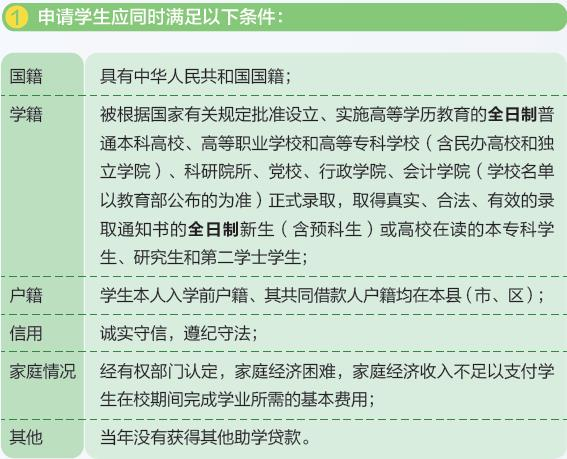 1 申请学生应同时满足以下条件：
国籍 具有中华人民共和国国籍；
学籍 被根据国家有关规定批准设立、实施高等学历教育的全日制普
通本科高校、高等职业学校和高等专科学校（含民办高校和独
立学院）、科研院所、党校、行政学院、会计学院（学校名单
以教育部公布的为准）正式录取，取得真实、合法、有效的录
取通知书的全日制新生（含预科生）或高校在读的本专科学
生、研究生和第二学士学生；
户籍 学生本人入学前户籍、其共同借款人户籍均在本县（市、区）；
信用 诚实守信，遵纪守法；
家庭情况 经有权部门认定，家庭经济困难，家庭经济收入不足以支付学
生在校期间完成学业所需的基本费用；
其他 当年没有获得其他助学贷款。